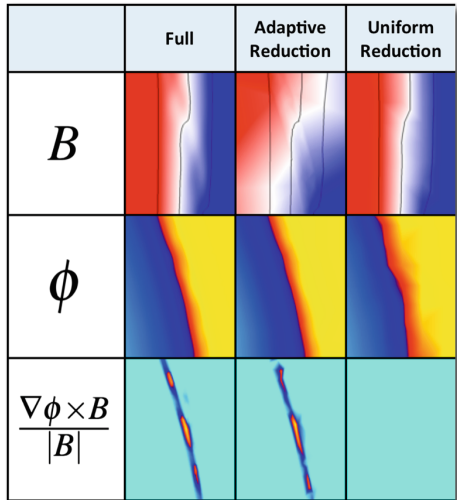 Full
Adaptive
Reduction
Uniform
Reduction
B
ϕ
∇ϕ×B
|B|